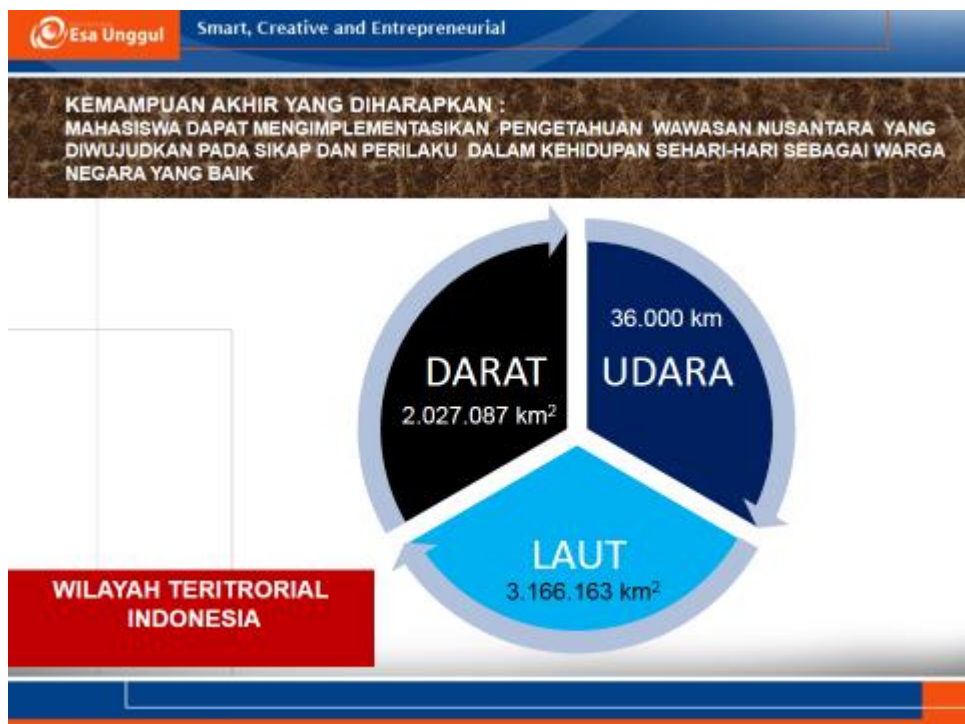 Esa Unggul
Smart, Creative and Entrepreneurial
KEMAMPUAN AKHIR YANG DIHARAPKAN :
MAHASISWA DAPAT MENGIMPLEMENTASIKAN PENGETAHUAN WAWASAN NUSANTARA YANG
DIWUJUDKAN PADA SIKAP DAN PERILAKU DALAM KEHIDUPAN SEHARI-HARI SEBAGAI WARGA
NEGARA YANG BAIK
36.000 km
UDARA
DARAT
2.027.087 km²
LAUT
3.166.163 km²
WILAYAH TERITRORIAL
INDONESIA